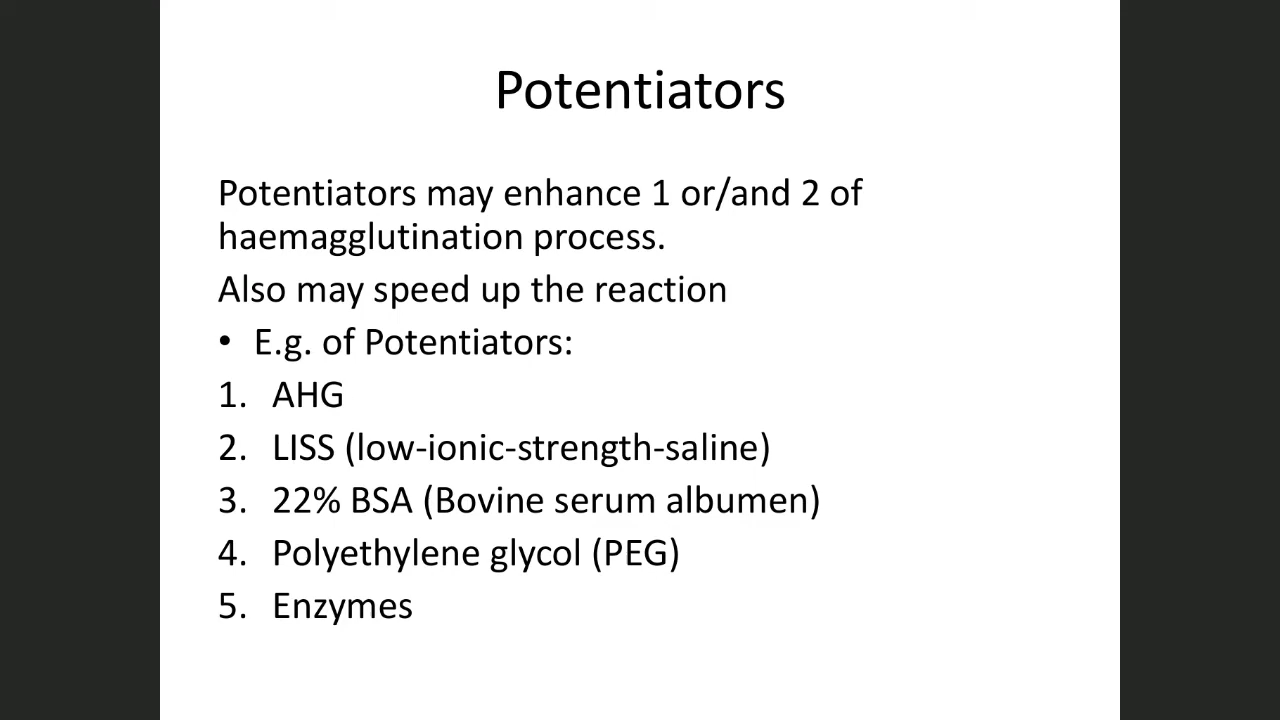 Potentiators
Potentiators may enhance 1 or/and 2 of
haemagglutination process.
Also may speed up the reaction
• E.g. of Potentiators:
1. AHG
2. LISS (low-ionic-strength-saline)
3. 22% BSA (Bovine serum albumen)
4. Polyethylene glycol (PEG)
5. Enzymes